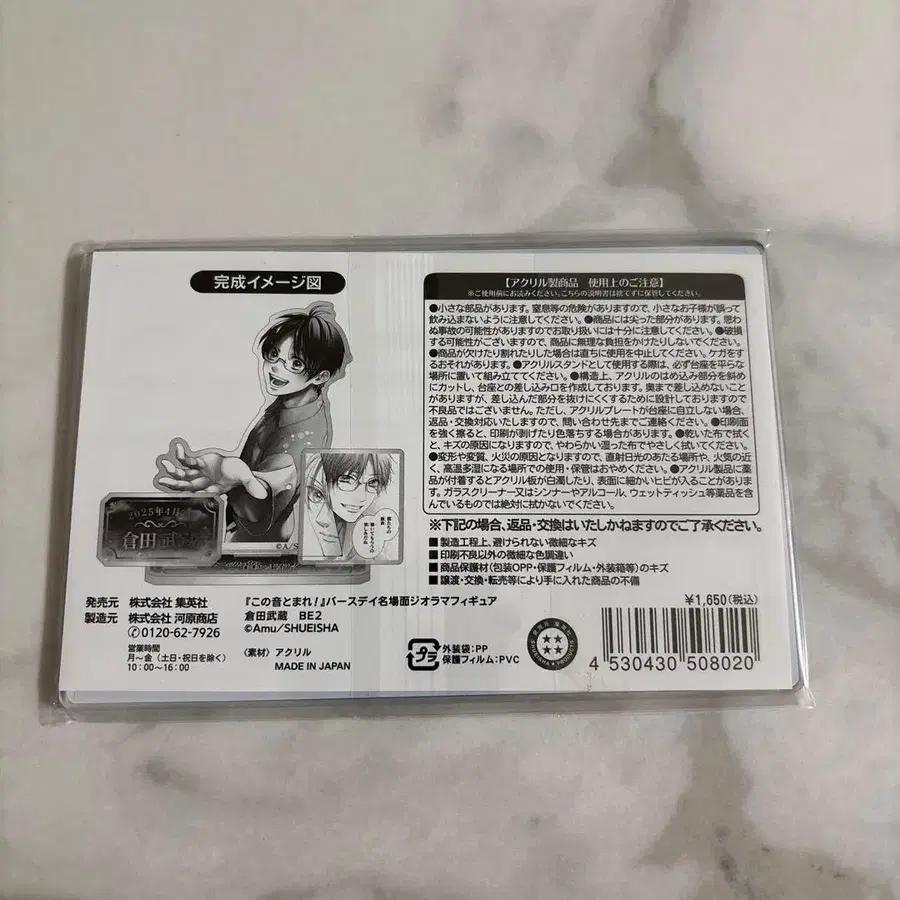 完成イメージ図
2025年4月
倉田 武蔵
©A/S
【アクリル製商品 使用上のご注意】
※ご使用前にお読みください。こちらの説明書は捨てずに保管してください。
●小さな部品があります。窒息等の危険がありますので、小さなお子様が誤って
飲み込まないように注意してください。●商品には尖った部分があります。思わ
ぬ事故の可能性がありますのでお取り扱いには十分に注意してください。●破損
する可能性がございますので、商品に無理な負担をかけたりしないでください。
●商品が欠けたり割れたりした場合は直ちに使用を中止してください。ケガをす
るおそれがあります。●アクリルスタンドとして使用する際は、必ず台座を平らな
場所に置いて組み立ててください。●構造上、アクリルのはめ込み部分を斜め
にカットし、台座との差し込み口を作成しております。奥まで差し込めないこと
がありますが、差し込んだ部分を抜けにくくするために設計しておりますので
不良品ではございません。ただし、アクリルプレートが台座に自立しない場合、
返品・交換対応いたしますので、問い合わせ先までご連絡ください。●印刷面
を強く擦ると、印刷が剥げたり色落ちする場合があります。●乾いた布で拭く
と、キズの原因になりますので、やわらかい湿った布でやさしく拭いてください。
●変形や変質、火災の原因となりますので、直射日光のあたる場所や、火気の近
く、高温多湿になる場所での使用・保管はおやめください。●アクリル製品に薬
品が付着するとアクリル板が白濁したり、表面に細かいヒビが入ることがありま
す。ガラスクリーナー又はシンナーやアルコール、ウェットティッシュ等薬品を含
んでいるものでは絶対に拭かないでください。
※下記の場合、返品・交換はいたしかねますのでご了承ください。
■製造工程上、避けられない微細なキズ
■印刷不良以外の微細な色調違い
■商品保護材(包装OPP・保護フィルム・外装箱等)のキズ
■譲渡・交換・転売等により手に入れた商品の不備
発売元 株式会社 集英社
製造元 株式会社 河原商店
✆0120-62-7926
営業時間
月~金(土日・祝日を除く)
10:00~16:00
『この音とまれ!』バースデイ名場面ジオラマフィギュア
倉田武蔵 BE2
©Amu/SHUEISHA
〈素材〉アクリル
MADE IN JAPAN
プラ
外装袋:PP
保護フィルム:PVC
¥1,650(税込)
4 530430 508020